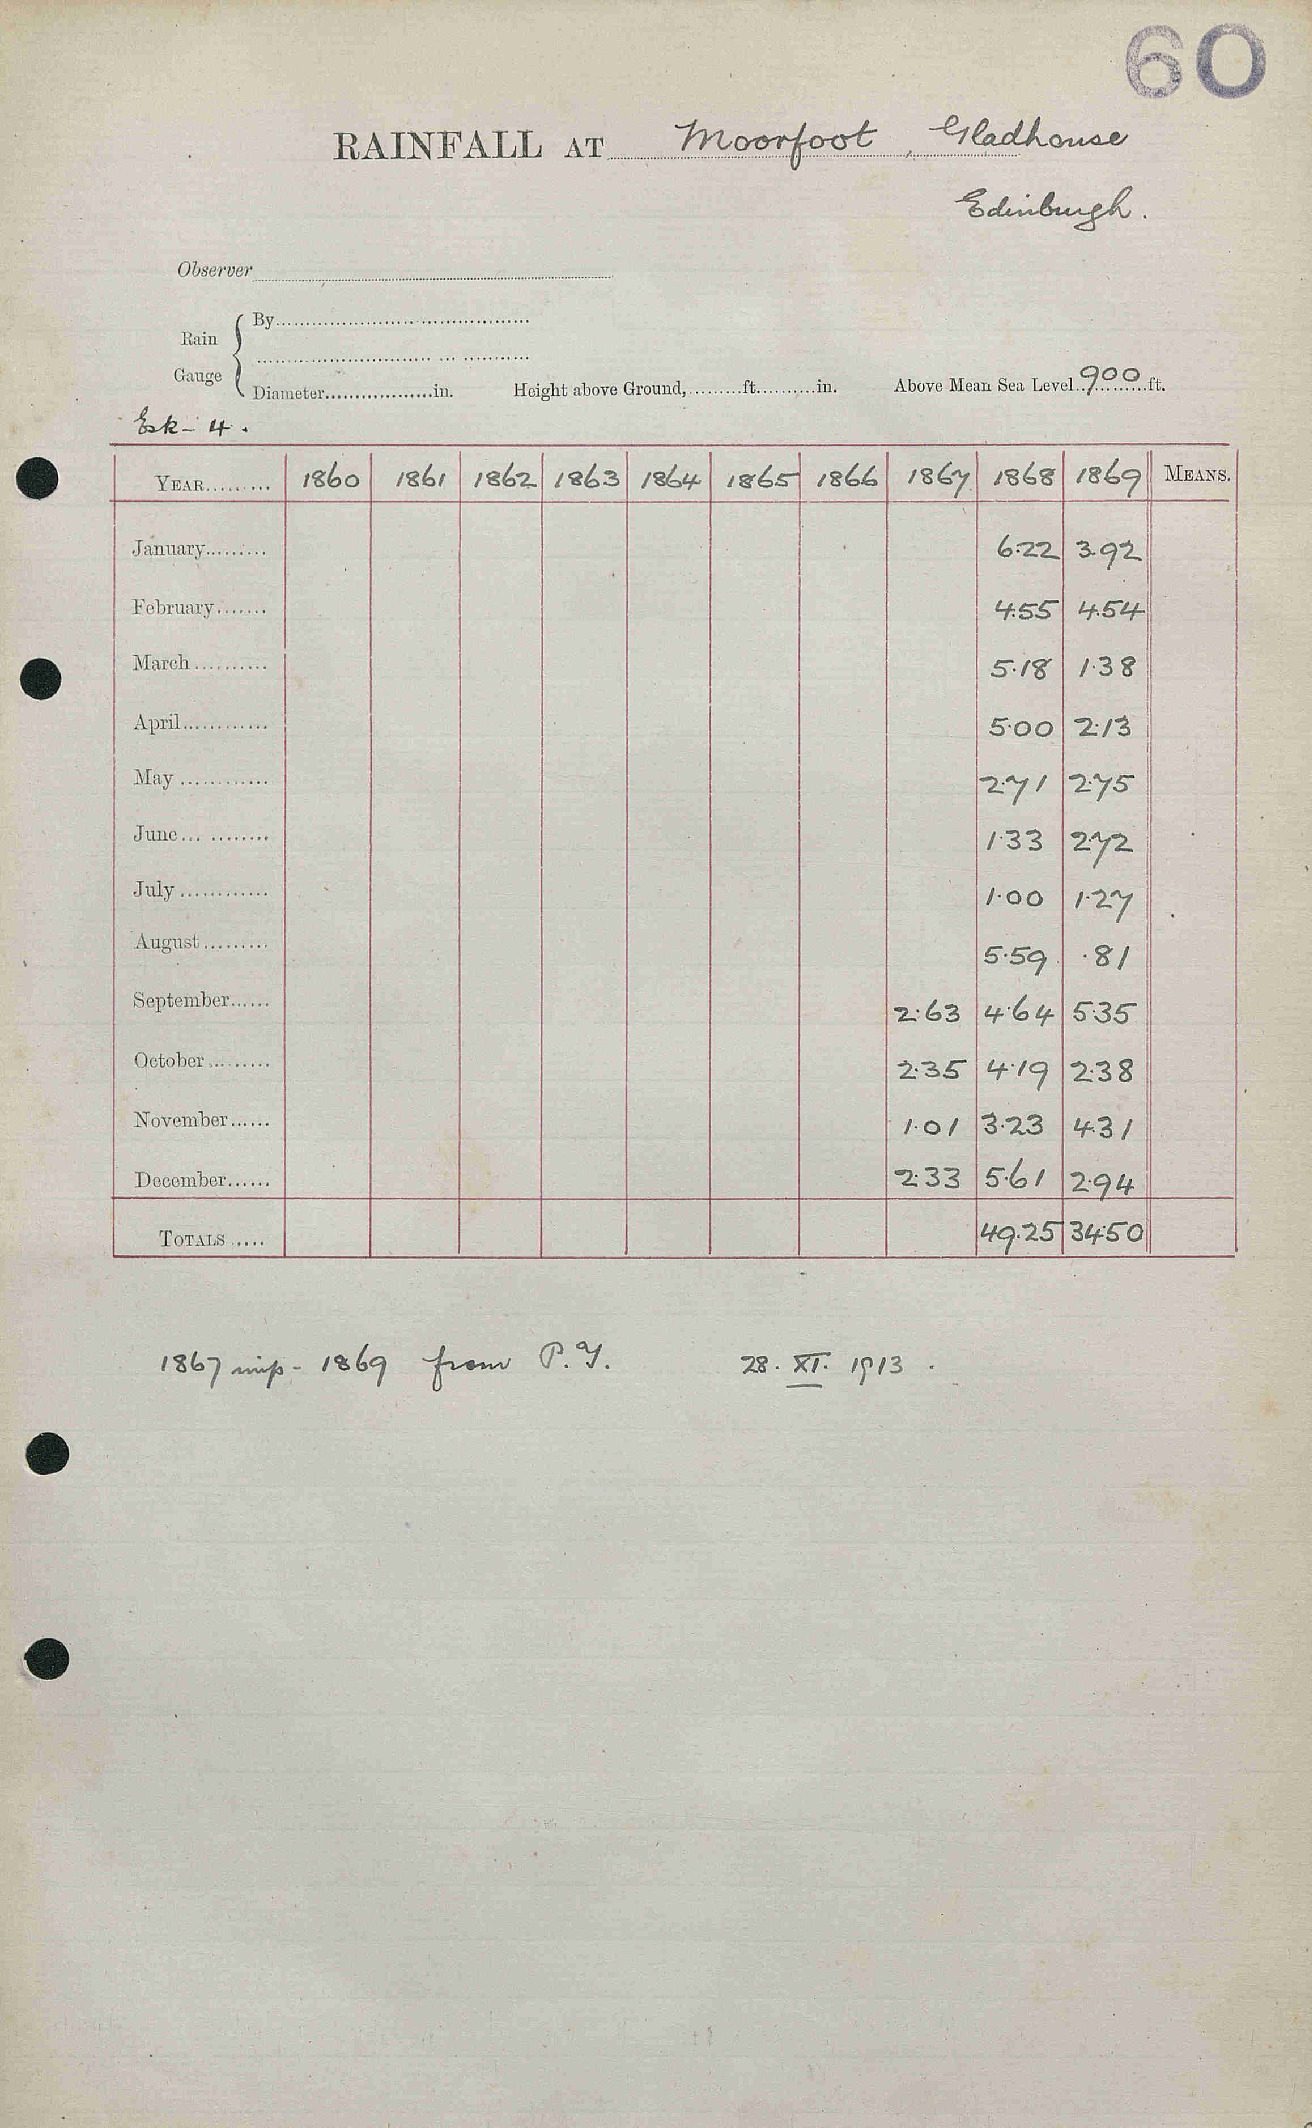 60
RAINFALL AT Moorfoot, Gladhouse
Edinburgh.
Observer
Rain Gauge { By
Diameter in. Height above Ground, ft. in. Above Mean Sea Level 900 ft.
Esk - 4.
YEAR 1860 1861 1862 1863 1864 1865 1866 1867 1868 1869 MEANS.
January 6.22 3.92
February 4.55 4.54
March 5.18 1.38
April 5.00 2.13
May 2.71 2.75
June 1.33 2.72
July 1.00 1.27
August 5.59 .81
September 2.63 4.64 5.35
October 2.35 4.19 2.38
November 1.01 3.23 4.31
December 2.33 5.61 2.94
TOTALS 49.25 34.50
1867 - 1869 from P.Y. 28. XI. 1913.